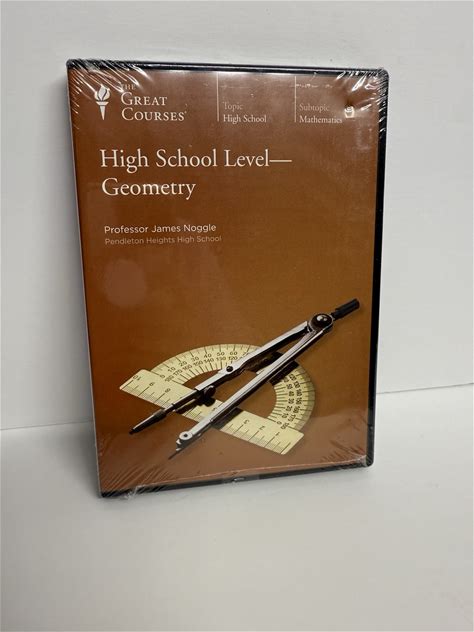 THE
GREAT
COURSES®
Topic
High School
Subtopic
Mathematics
High School Level—
Geometry
Professor James Noggle
Pendleton Heights High School